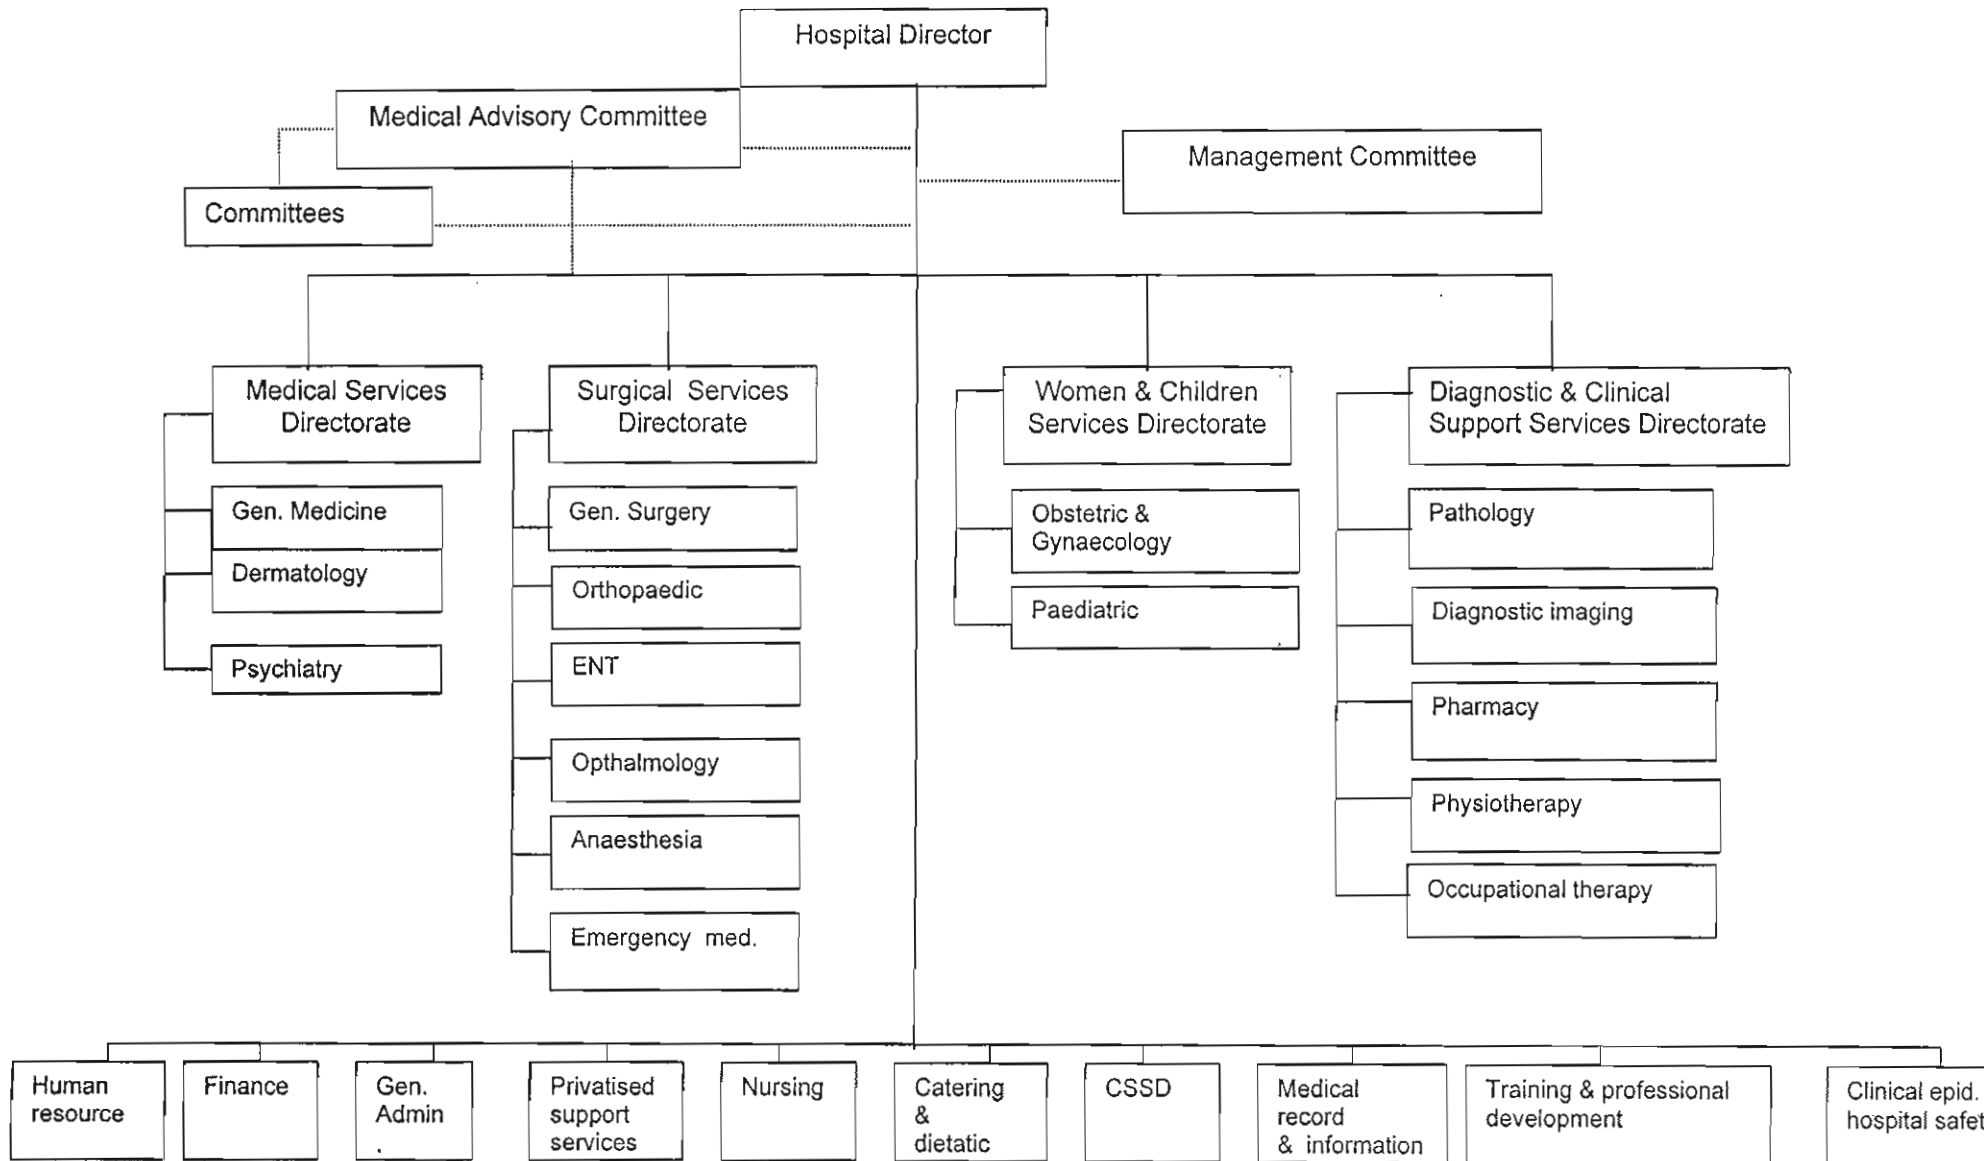 Hospital Director
Medical Advisory Committee
Management Committee
Committees
Medical Services
Directorate
Gen. Medicine
Dermatology
Psychiatry
Surgical Services
Directorate
Gen. Surgery
Orthopaedic
ENT
Opthalmology
Anaesthesia
Emergency med.
Women & Children
Services Directorate
Obstetric &
Gynaecology
Paediatric
Diagnostic & Clinical
Support Services Directorate
Pathology
Diagnostic imaging
Pharmacy
Physiotherapy
Occupational therapy
Human
resource
Finance
Gen.
Admin
Privatised
support
services
Nursing
Catering
&
dietatic
CSSD
Medical
record
& information
Training & professional
development
Clinical epid.
hospital safet